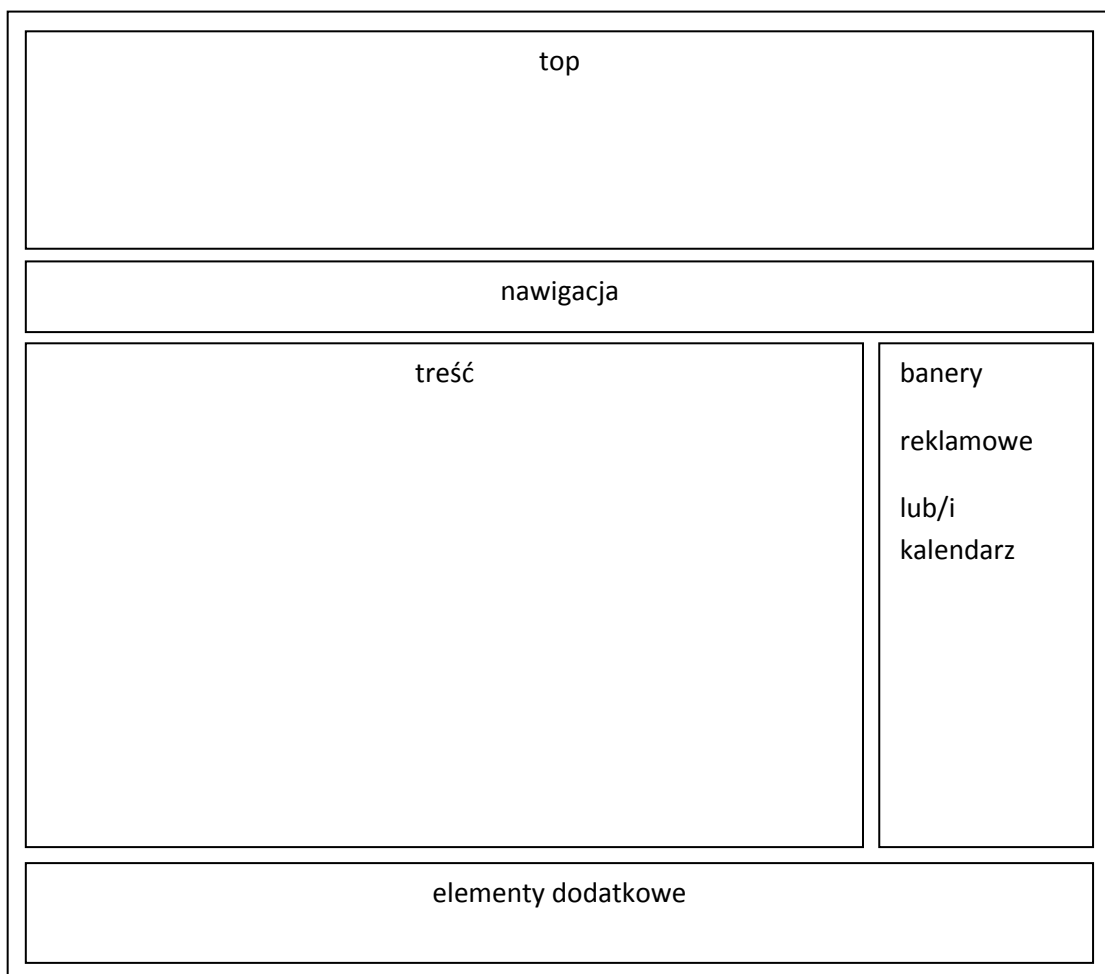 top
nawigacja
treść
banery
reklamowe
lub/i
kalendarz
elementy dodatkowe